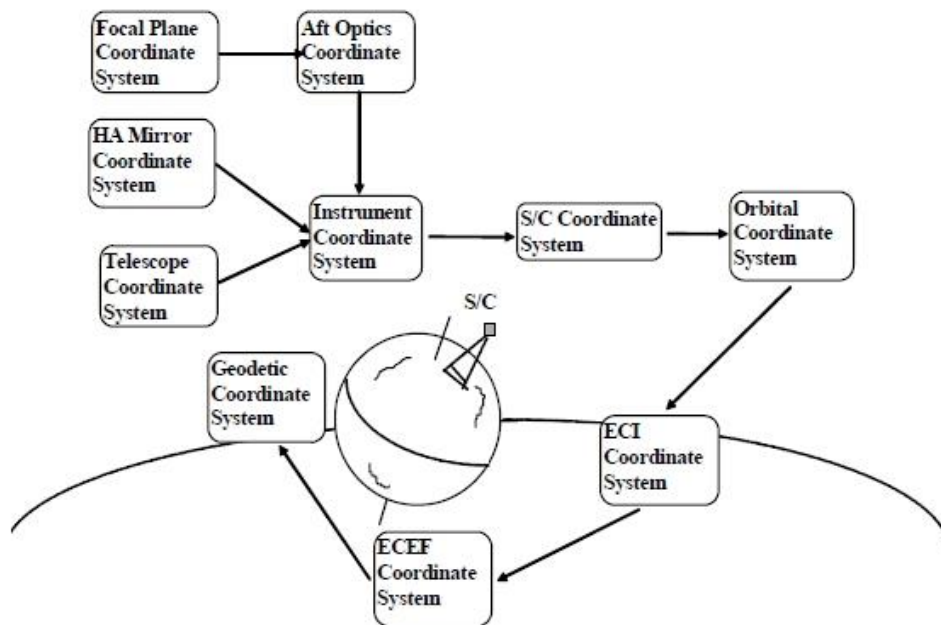 Focal Plane
Coordinate
System
Aft Optics
Coordinate
System
HA Mirror
Coordinate
System
Instrument
Coordinate
System
S/C Coordinate
System
Orbital
Coordinate
System
Telescope
Coordinate
System
S/C
Geodetic
Coordinate
System
ECI
Coordinate
System
ECEF
Coordinate
System